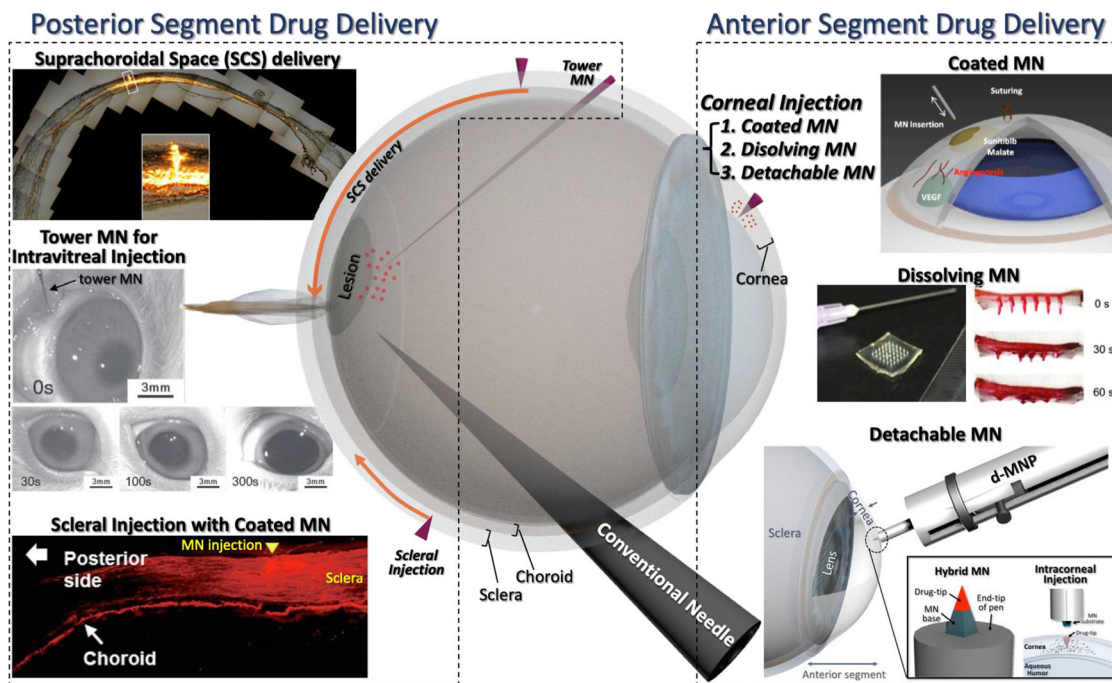 Posterior Segment Drug Delivery
Suprachoroidal Space (SCS) delivery
Tower MN for
Intravitreal Injection
tower MN
0s
3mm
30s
3mm
100s
3mm
300s
3mm
Scleral Injection with Coated MN
MN injection
Posterior
side
Sclera
Choroid
Tower
MN
SCS delivery
Lesion
Scleral
Injection
Sclera
Choroid
Conventional Needle
Anterior Segment Drug Delivery
Corneal Injection
1. Coated MN
2. Disolving MN
3. Detachable MN
Cornea
Coated MN
Suturing
MN Insertion
Sunitibib
Malate
Angiogenesis
VEGF
Dissolving MN
0 s
30 s
60 s
Detachable MN
d-MNP
Cornea
Sclera
Lens
Anterior segment
Hybrid MN
Drug-tip
MN
base
End-tip
of pen
Intracorneal
Injection
MN
substrate
Drug-tip
Cornea
Aqueous
Humor